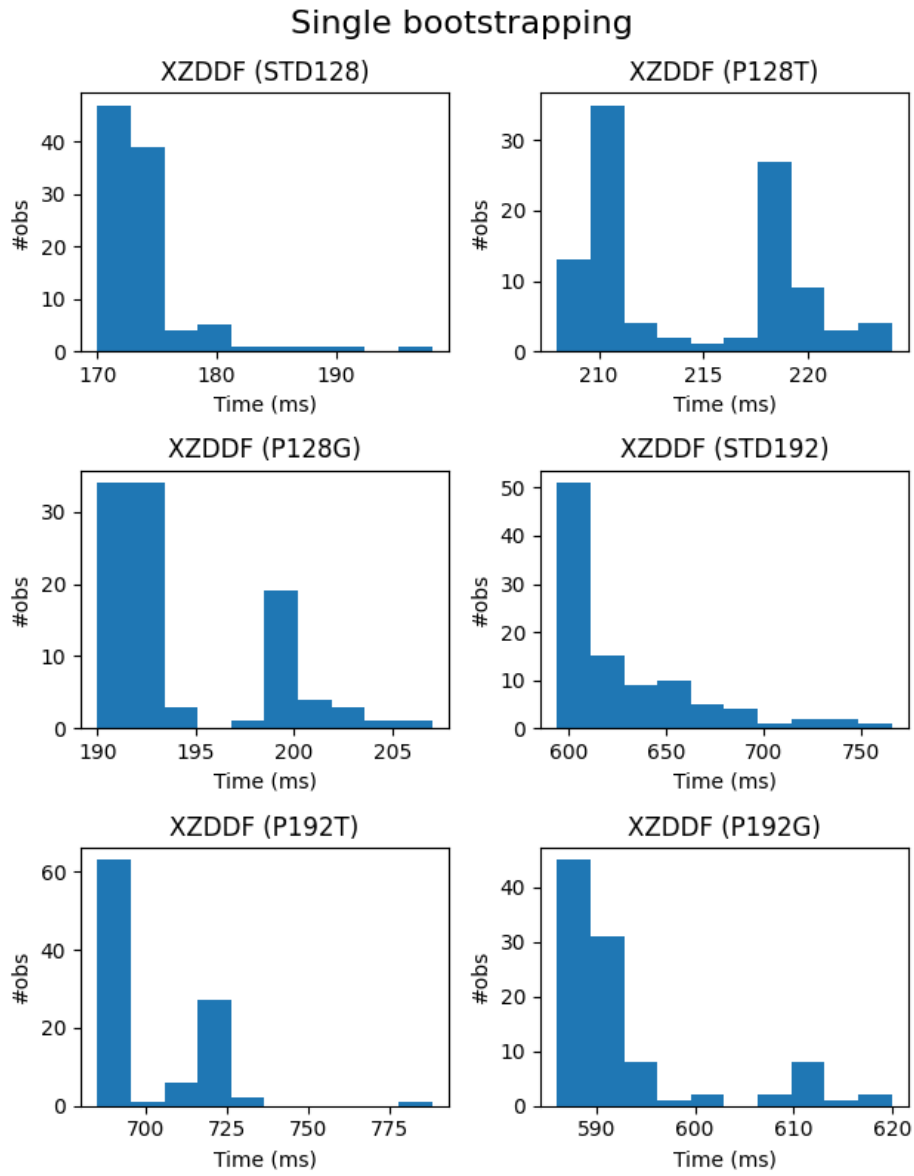 Single bootstrapping
XZDDF (STD128)
40
30
20
10
0
#obs
170 180 190
Time (ms)
XZDDF (P128T)
30
20
10
0
#obs
210 215 220
Time (ms)
XZDDF (P128G)
30
20
10
0
#obs
190 195 200 205
Time (ms)
XZDDF (STD192)
50
40
30
20
10
0
#obs
600 650 700 750
Time (ms)
XZDDF (P192T)
60
40
20
0
#obs
700 725 750 775
Time (ms)
XZDDF (P192G)
40
30
20
10
0
#obs
590 600 610 620
Time (ms)